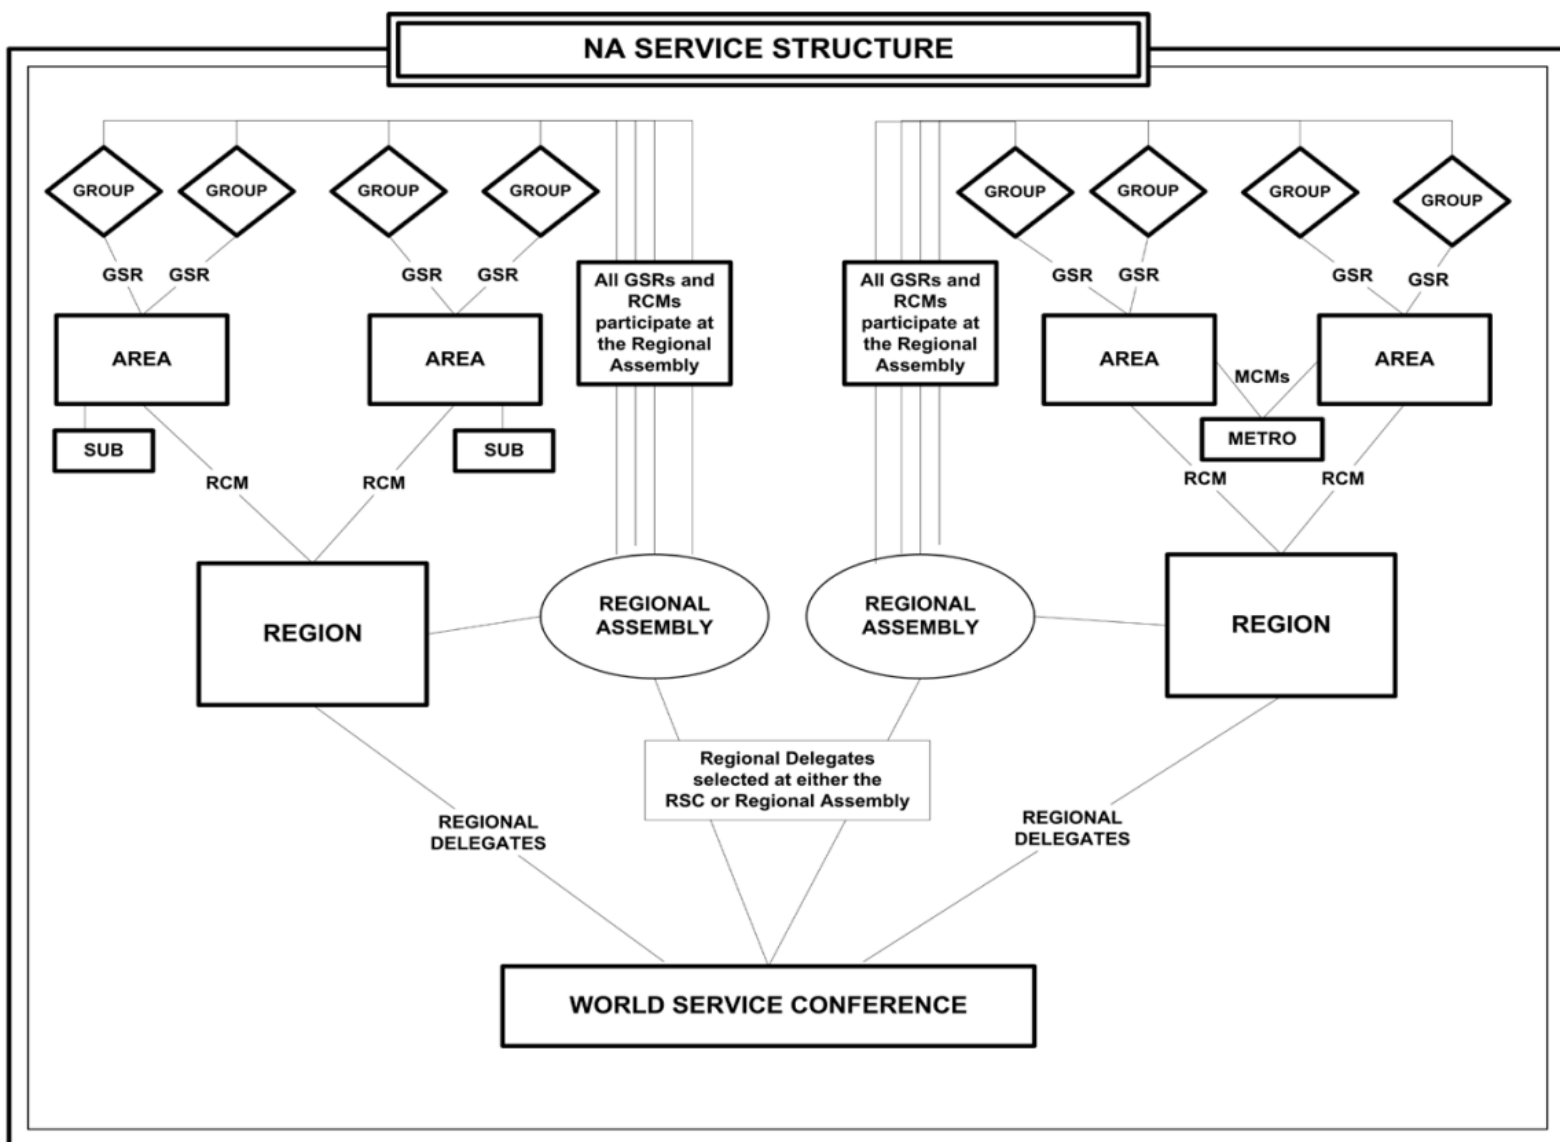 NA SERVICE STRUCTURE
GROUP
GROUP
GROUP
GROUP
GROUP
GROUP
GROUP
GROUP
GSR
GSR
GSR
GSR
GSR
GSR
GSR
GSR
All GSRs and
RCMs
participate at
the Regional
Assembly
All GSRs and
RCMs
participate at
the Regional
Assembly
AREA
AREA
AREA
AREA
MCMs
SUB
SUB
METRO
RCM
RCM
RCM
RCM
REGION
REGIONAL
ASSEMBLY
REGIONAL
ASSEMBLY
REGION
Regional Delegates
selected at either the
RSC or Regional Assembly
REGIONAL
DELEGATES
REGIONAL
DELEGATES
WORLD SERVICE CONFERENCE